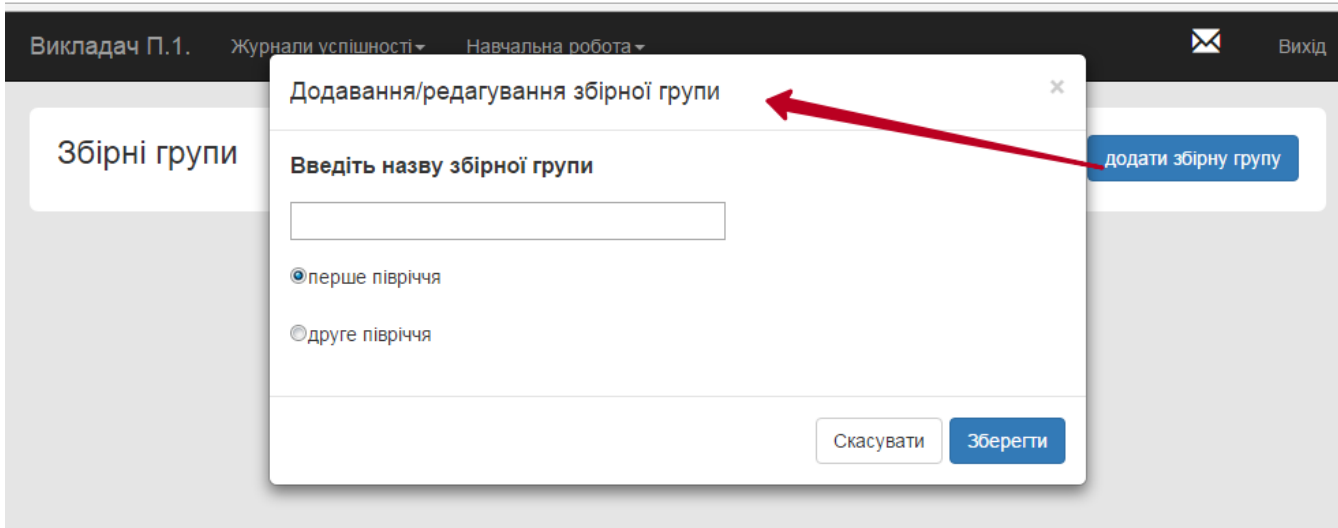 Викладач П.1. Журнали успішності Навчальна робота Вихід
Додавання/редагування збірної групи ×
Збірні групи
додати збірну групу
Введіть назву збірної групи
перше півріччя
друге півріччя
Скасувати Зберегти